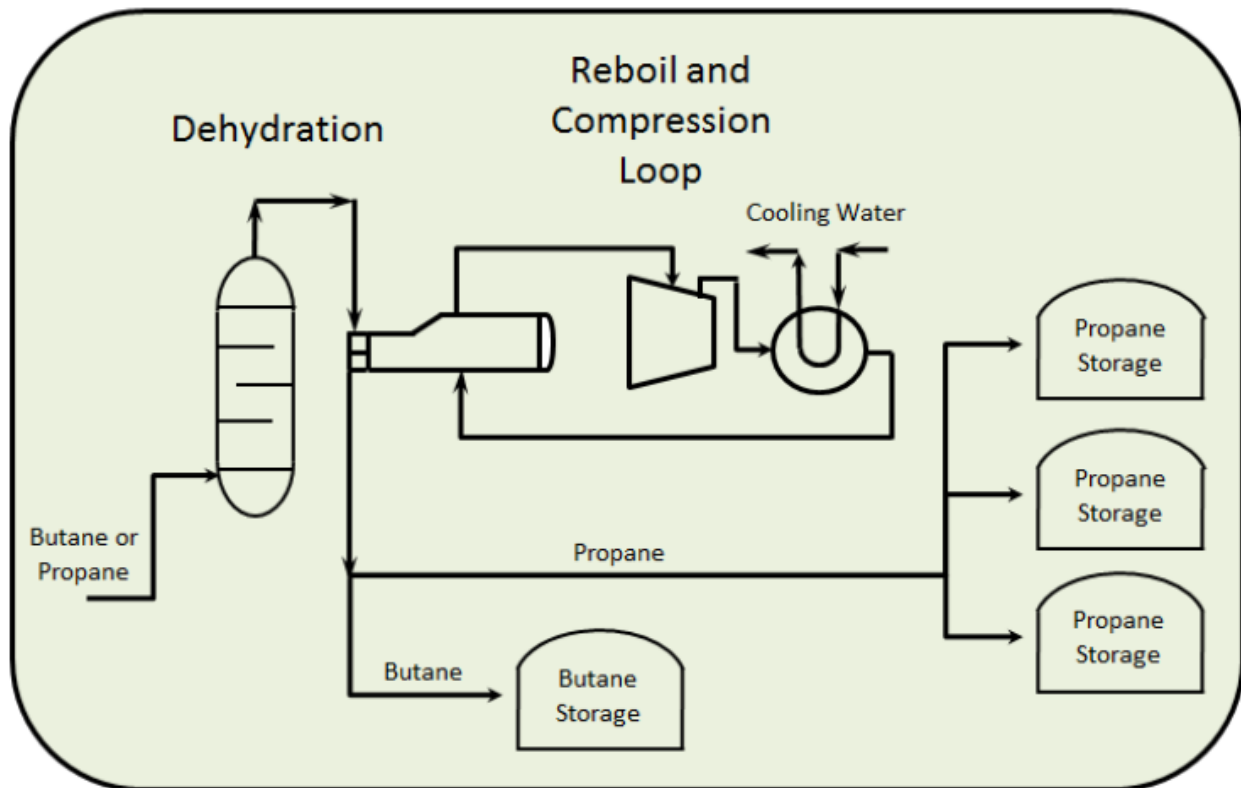 Dehydration
Reboil and
Compression
Loop
Cooling Water
Butane or
Propane
Propane
Butane
Butane
Storage
Propane
Storage
Propane
Storage
Propane
Storage